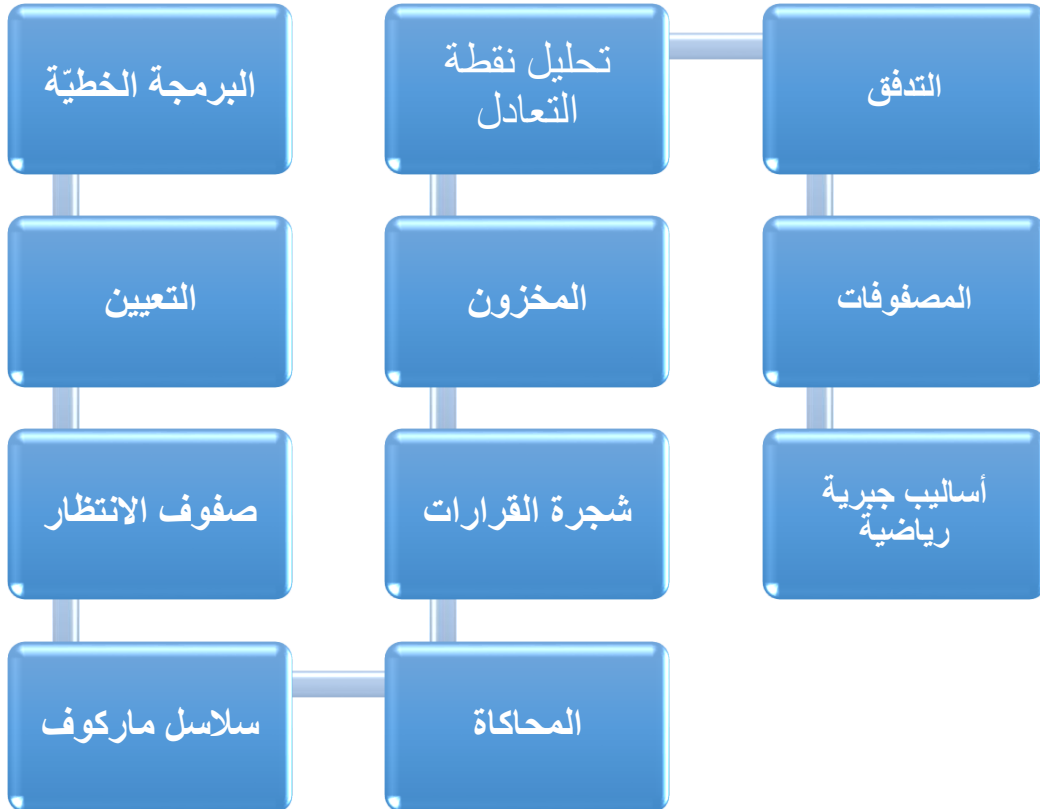 البرمجة الخطيّة
التعيين
صفوف الانتظار
سلاسل ماركوف
المحاكاة
شجرة القرارات
المخزون
تحليل نقطة
التعادل
التدفق
المصفوفات
أساليب جبرية
رياضية